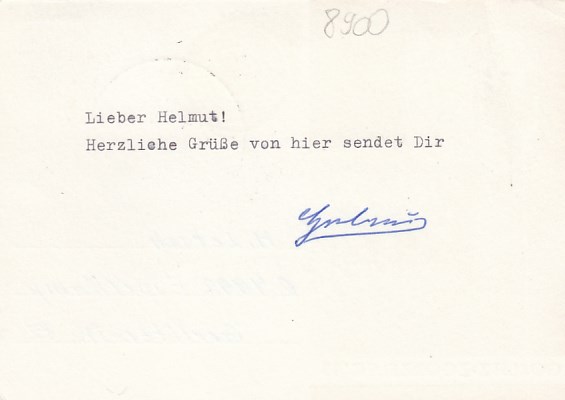 8900
Lieber Helmut!
Herzliche Grüße von hier sendet Dir